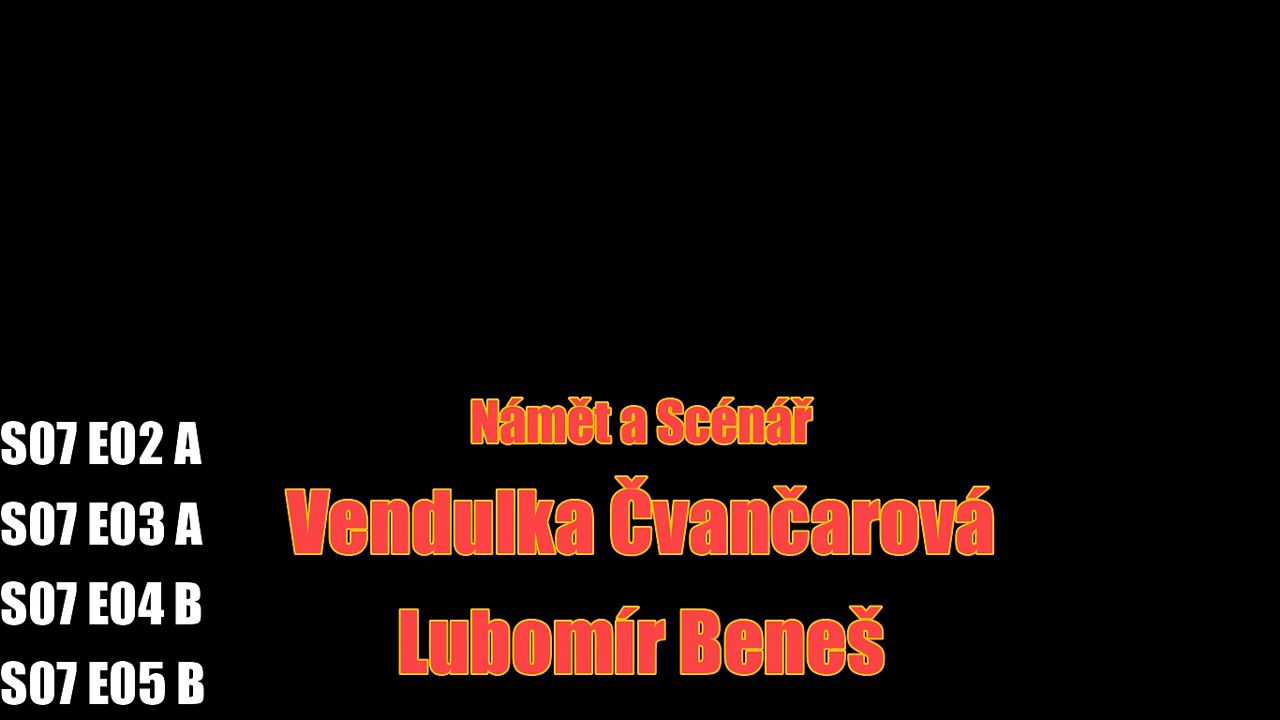 S07 E02 A
S07 E03 A
S07 E04 B
S07 E05 B
Námět a Scénář
Vendulka Čvančarová
Lubomír Beneš